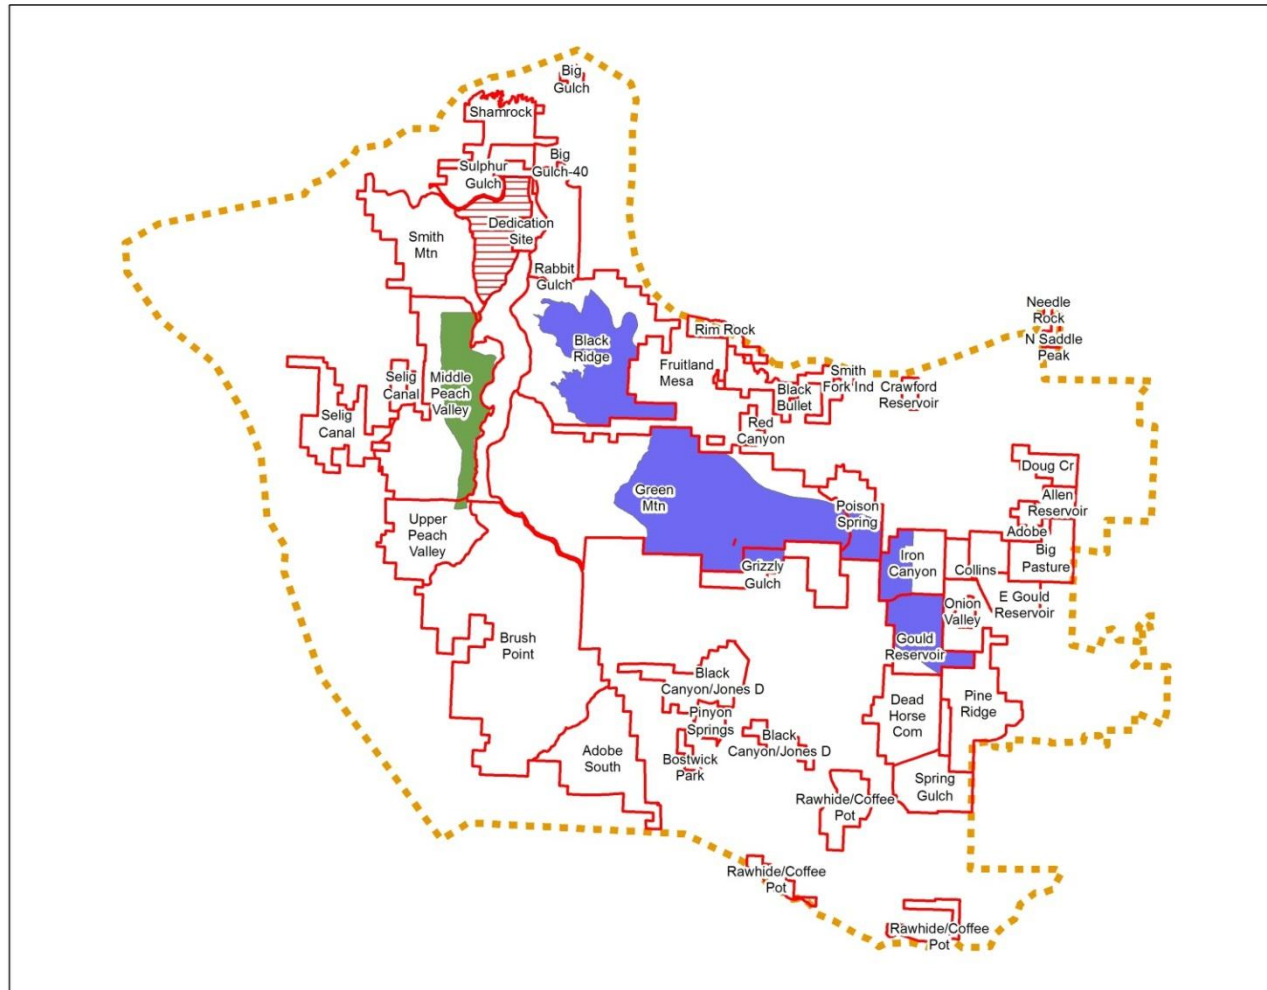 Big
Gulch
Shamrock
Big
Gulch-40
Sulphur
Gulch
Dedication
Site
Smith
Mtn
Rabbit
Gulch
Needle
Rock
N Saddle
Peak
Rim Rock
Black
Ridge
Fruitland
Mesa
Smith
Fork Ind
Black
Bullet
Crawford
Reservoir
Selig
Canal
Middle
Peach
Valley
Selig
Canal
Red
Canyon
Doug Cr
Allen
Reservoir
Adobe
Big
Pasture
Green
Mtn
Poison
Spring
Upper
Peach
Valley
Iron
Canyon
Collins
Grizzly
Gulch
E Gould
Reservoir
Onion
Valley
Brush
Point
Gould
Reservoir
Black
Canyon/Jones D
Dead
Horse
Com
Pine
Ridge
Pinyon
Springs
Black
Canyon/Jones D
Adobe
South
Bostwick
Park
Spring
Gulch
Rawhide/Coffee
Pot
Rawhide/Coffee
Pot
Rawhide/Coffee
Pot